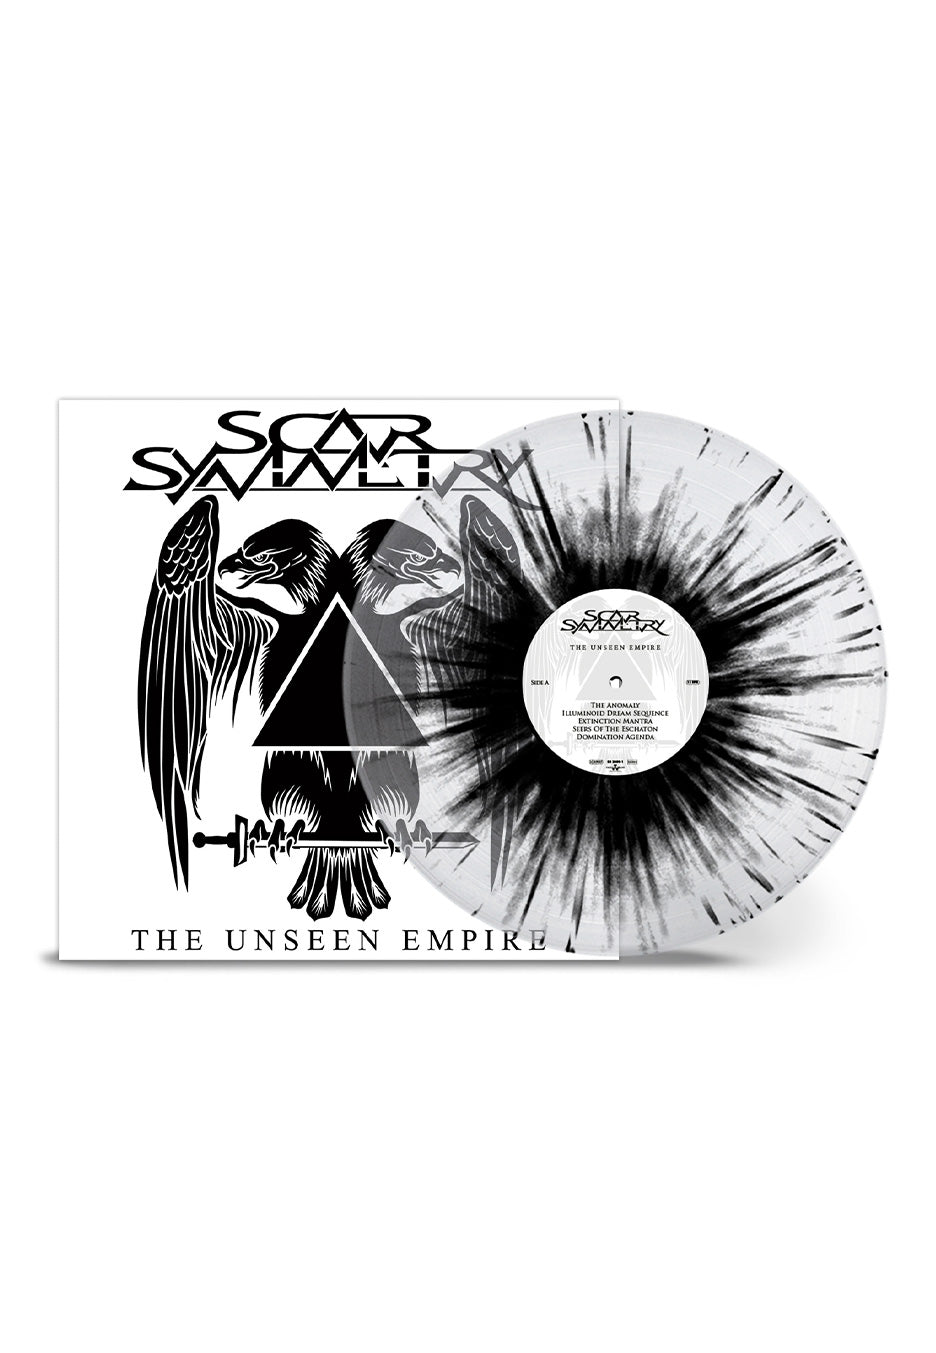 SCAR
SYMMETRY
THE UNSEEN EMPIRE
SCAR
SYMMETRY
THE UNSEEN EMPIRE
SIDE A
THE ANOMALY
ILLUMINOID DREAM SEQUENCE
EXTINCTION MANTRA
SEERS OF THE ESCHATON
DOMINATION AGENDA